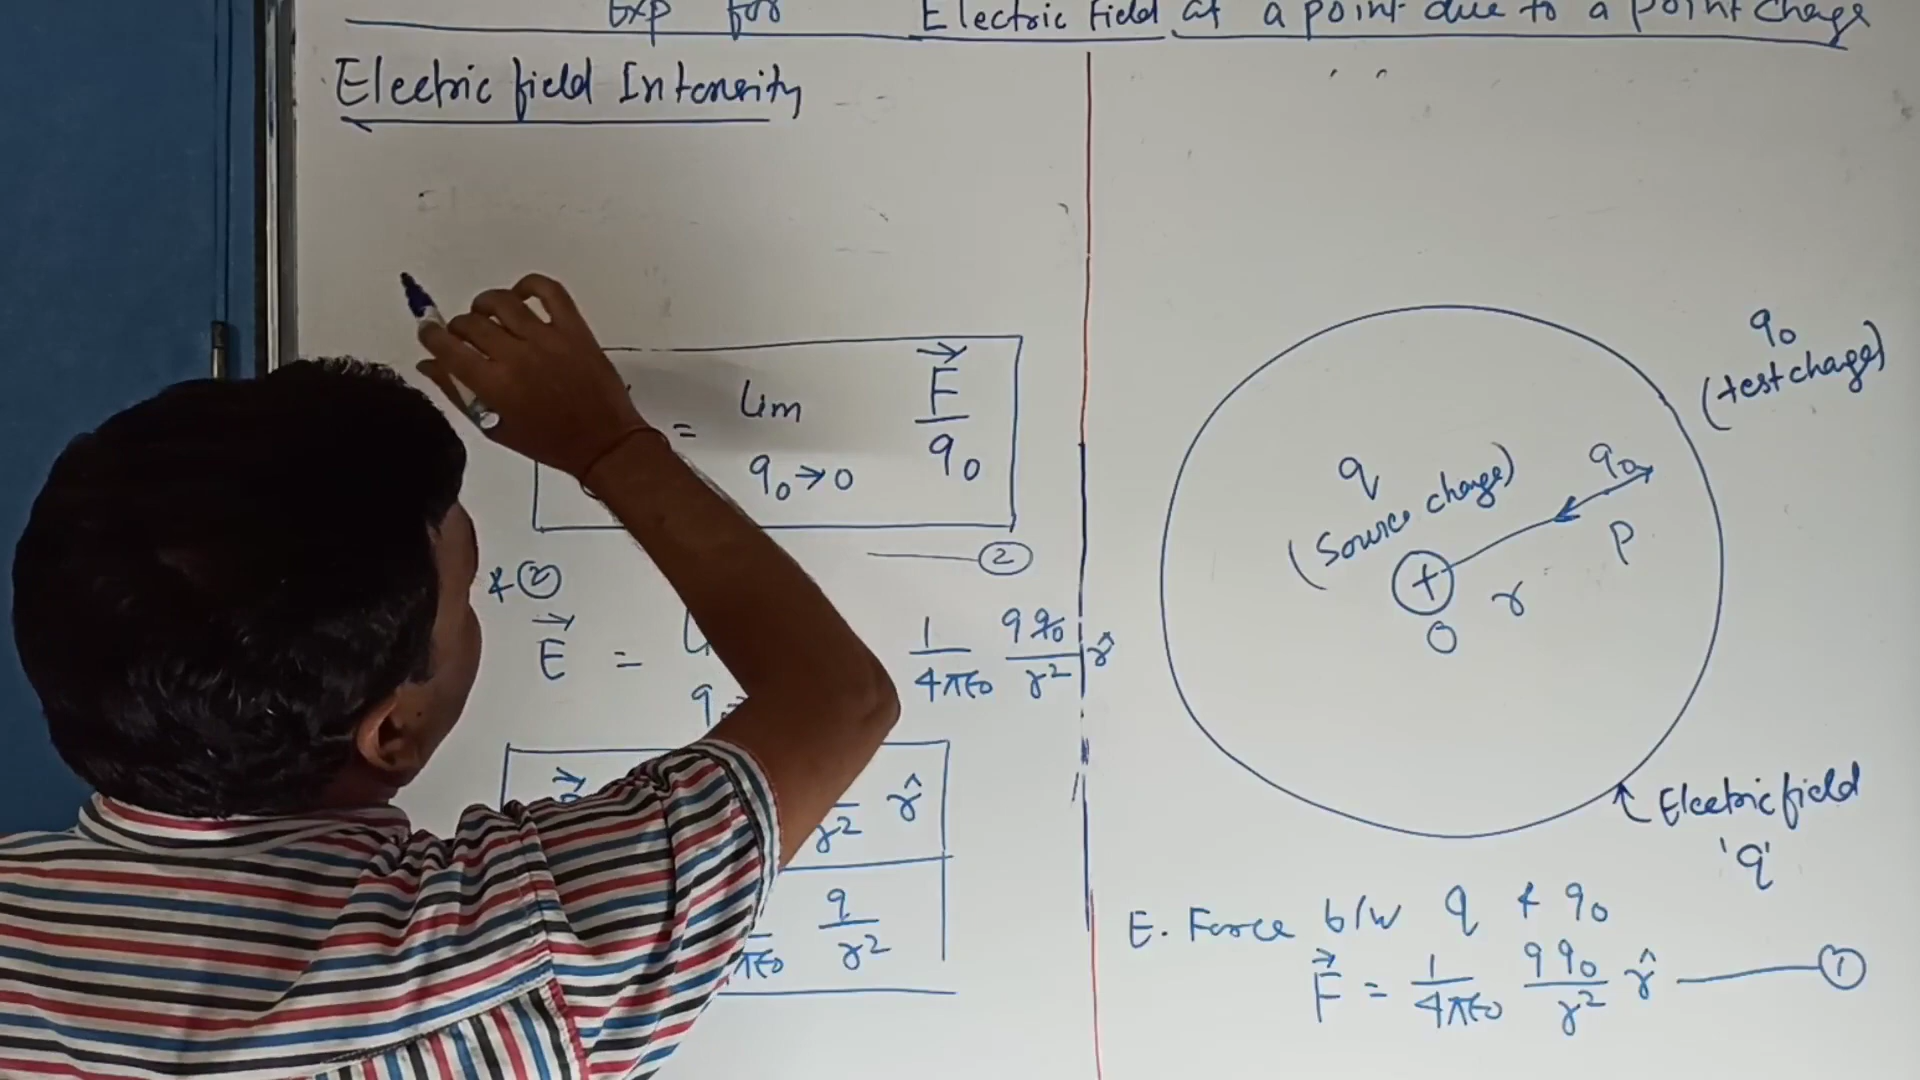 Exp for Electric field at a point due to a point charge
Electric field Intensity
= lim F⃗/q₀
q₀→0
②
& ②
E⃗ = 1/4πε₀ qq₀/r² r̂
r² r̂
πε₀ q/r²
q₀
(test charge)
q
(Source charge)
q₀
P
+
r
O
Electric field
'q'
E. Force b/w q & q₀
F⃗ = 1/4πε₀ qq₀/r² r̂ ①